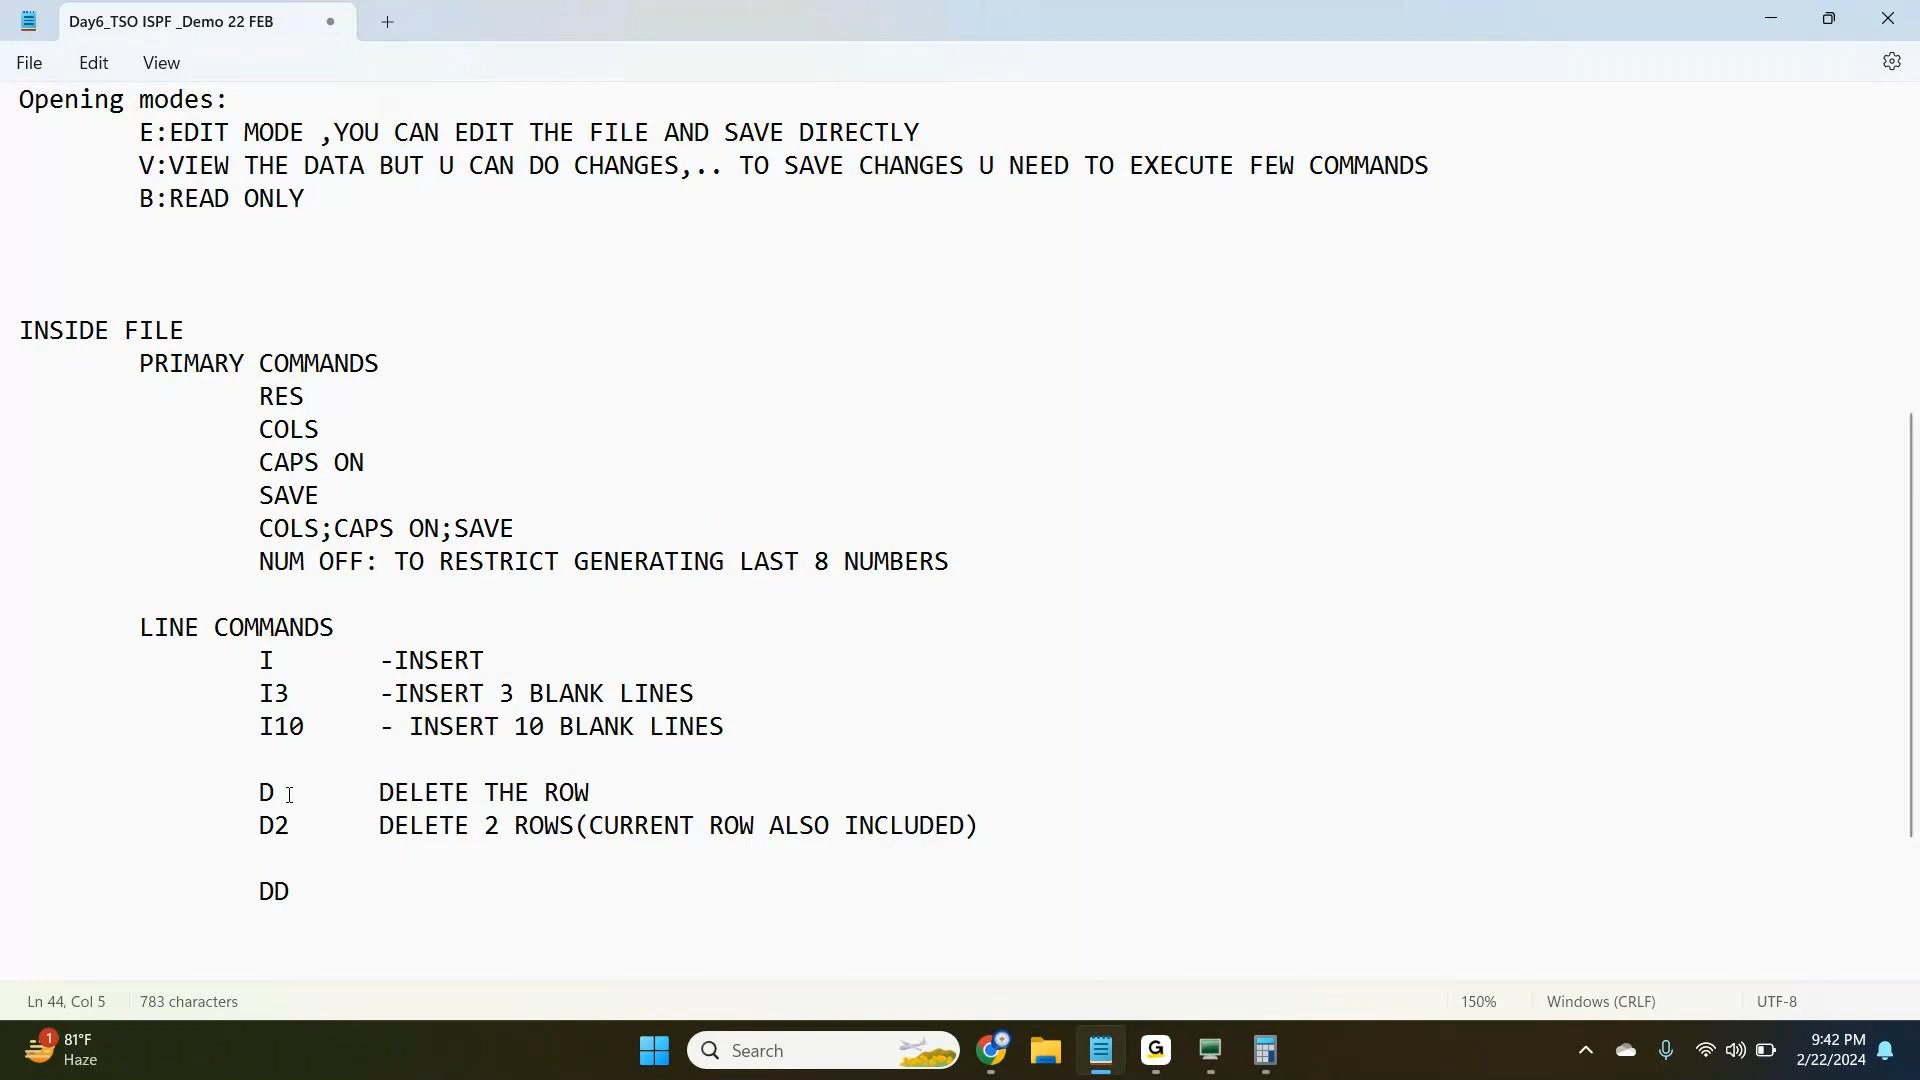 Day6_TSO ISPF _Demo 22 FEB
File Edit View
Opening modes:
E:EDIT MODE ,YOU CAN EDIT THE FILE AND SAVE DIRECTLY
V:VIEW THE DATA BUT U CAN DO CHANGES,.. TO SAVE CHANGES U NEED TO EXECUTE FEW COMMANDS
B:READ ONLY
INSIDE FILE
PRIMARY COMMANDS
RES
COLS
CAPS ON
SAVE
COLS;CAPS ON;SAVE
NUM OFF: TO RESTRICT GENERATING LAST 8 NUMBERS
LINE COMMANDS
I -INSERT
I3 -INSERT 3 BLANK LINES
I10 - INSERT 10 BLANK LINES
D DELETE THE ROW
D2 DELETE 2 ROWS(CURRENT ROW ALSO INCLUDED)
DD
Ln 44, Col 5 783 characters 150% Windows (CRLF) UTF-8
1 81°F
Haze
Search
G
9:42 PM
2/22/2024